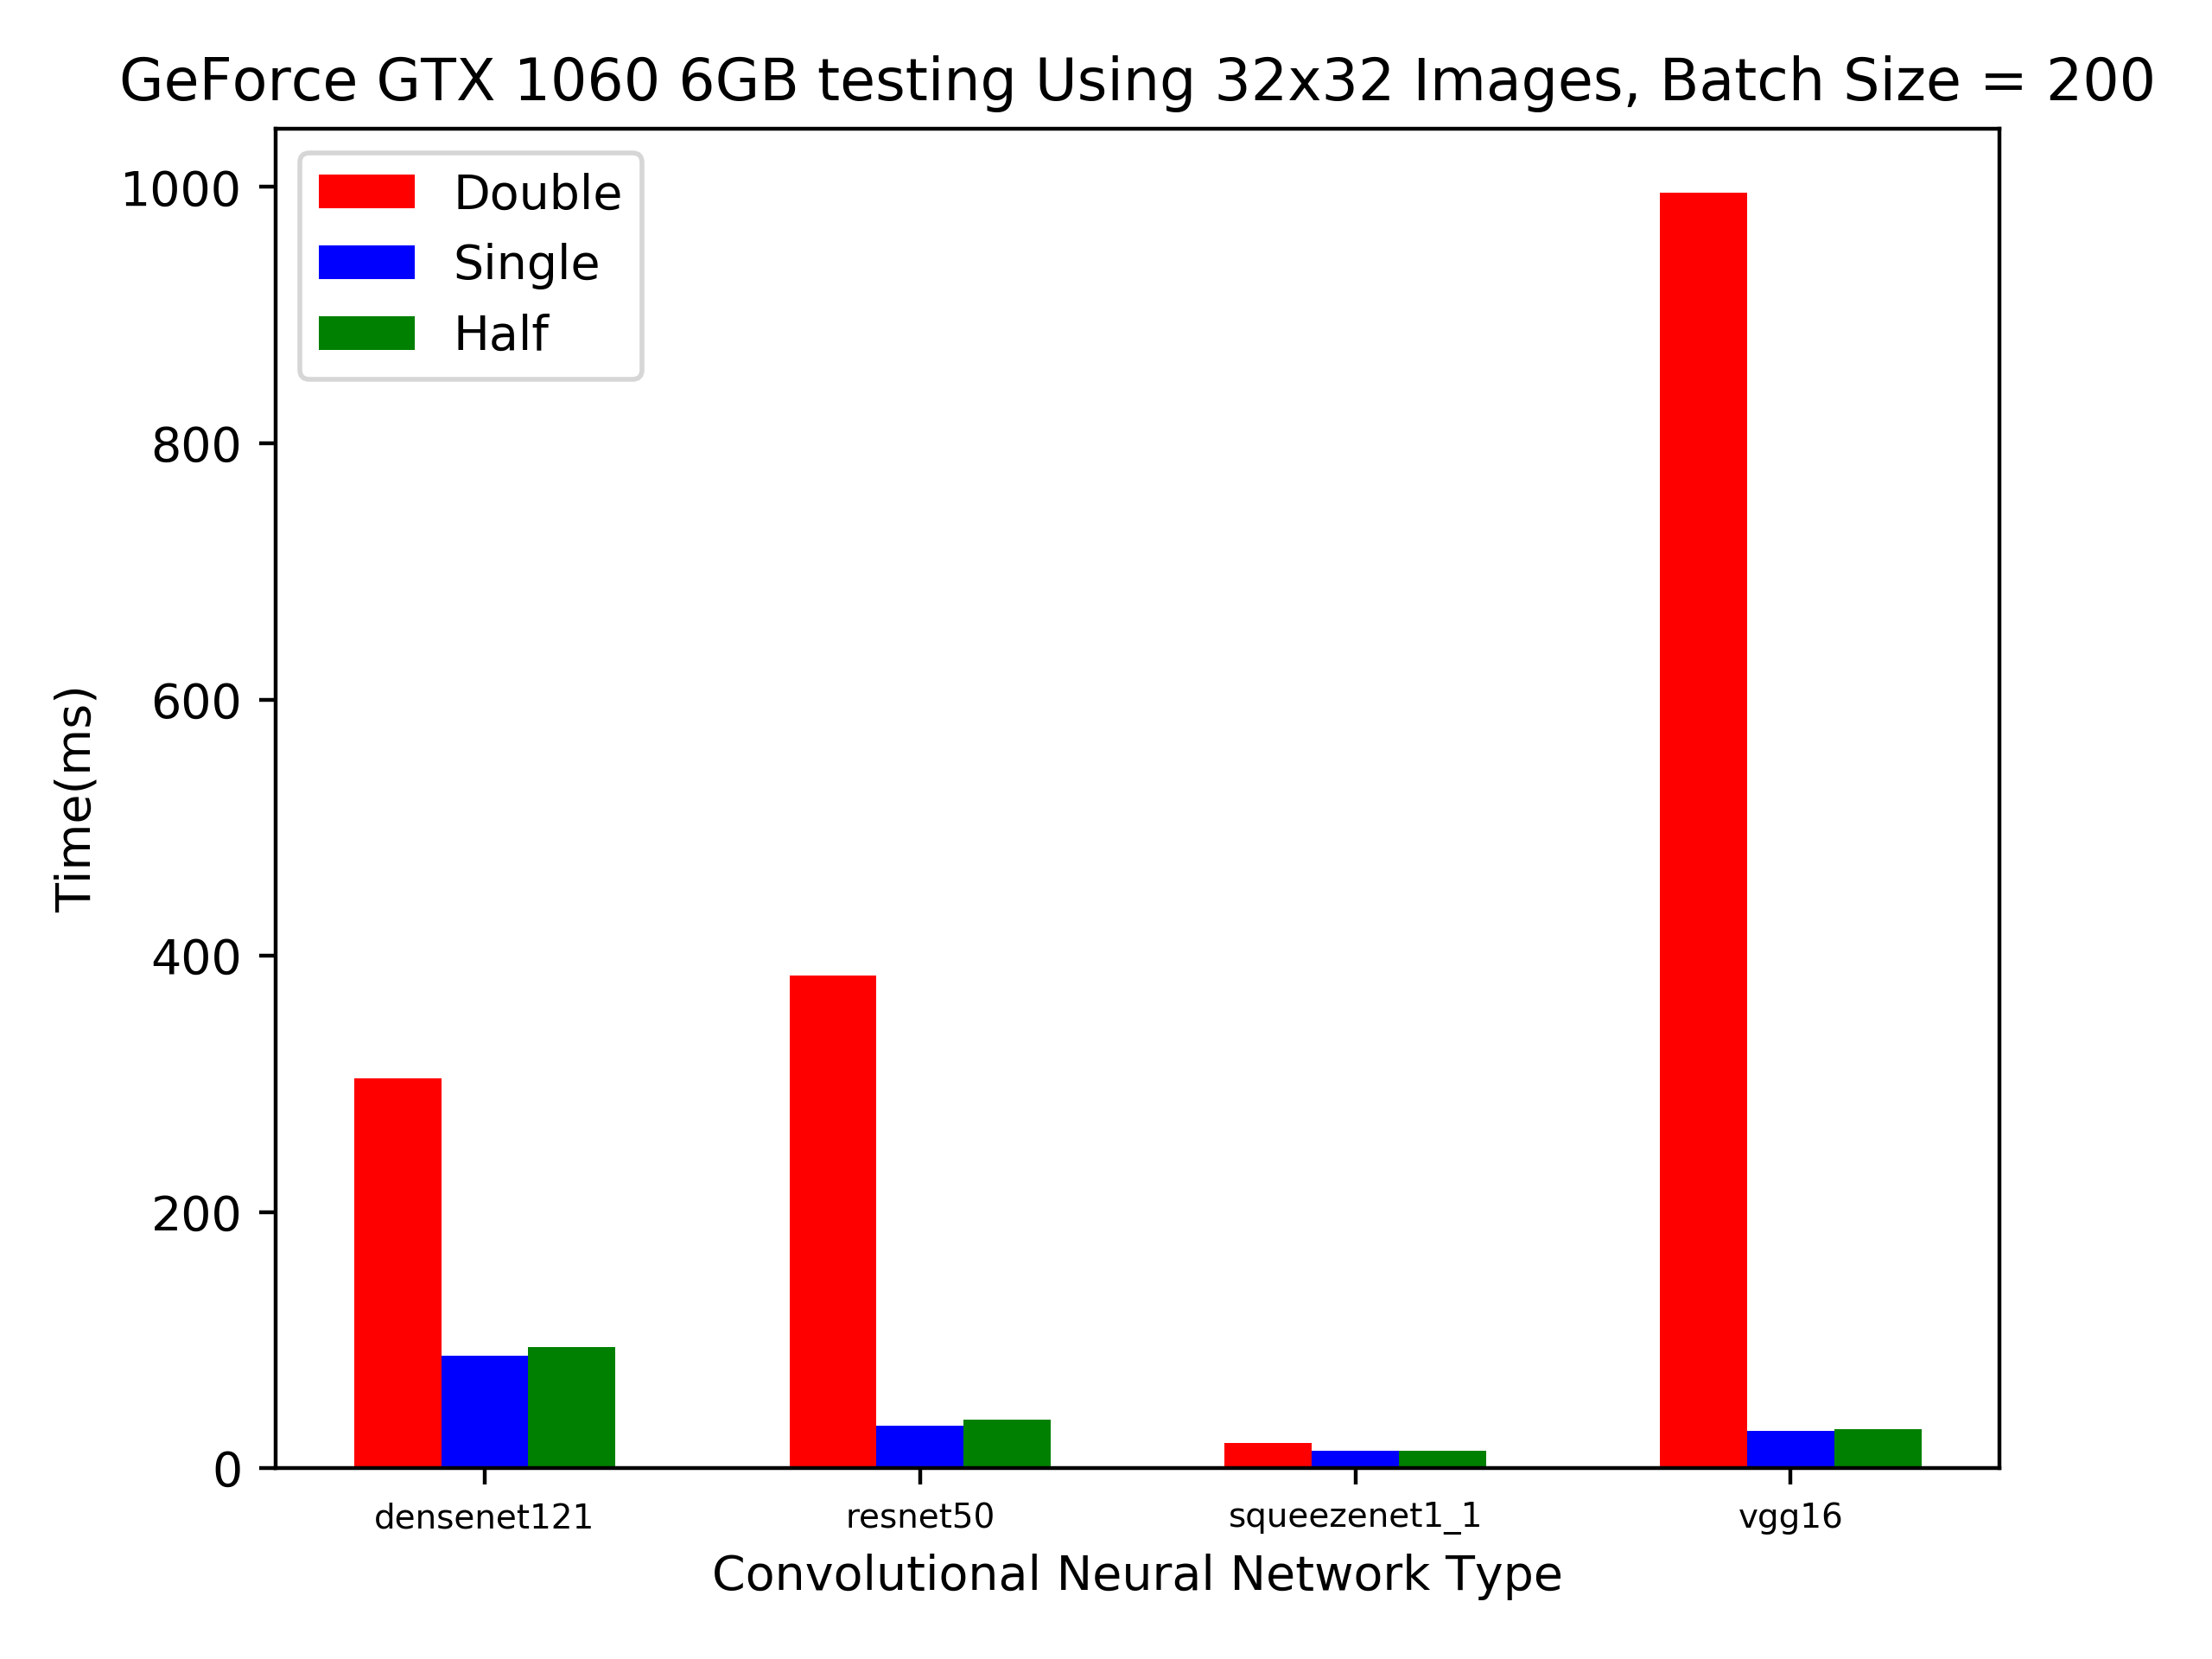 GeForce GTX 1060 6GB testing Using 32x32 Images, Batch Size = 200
Double
Single
Half
1000
800
600
400
200
0
Time(ms)
densenet121 resnet50 squeezenet1_1 vgg16
Convolutional Neural Network Type